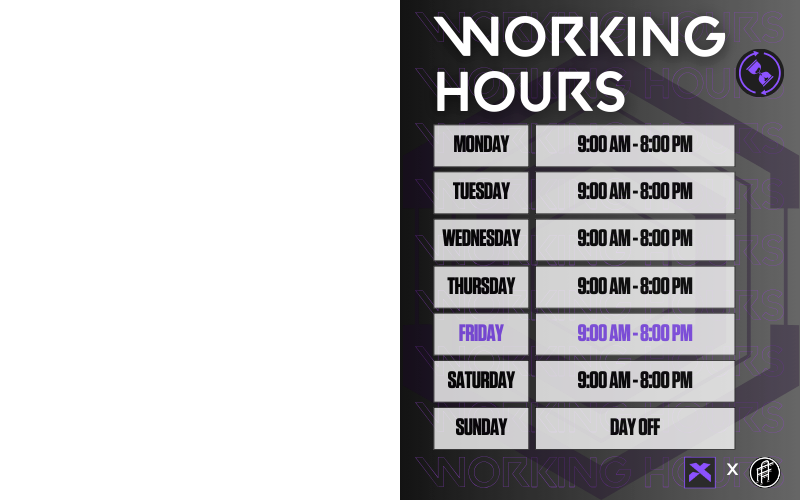 WORKING
HOURS
MONDAY 9:00 AM - 8:00 PM
TUESDAY 9:00 AM - 8:00 PM
WEDNESDAY 9:00 AM - 8:00 PM
THURSDAY 9:00 AM - 8:00 PM
FRIDAY 9:00 AM - 8:00 PM
SATURDAY 9:00 AM - 8:00 PM
SUNDAY DAY OFF
X
WORKING HOURS